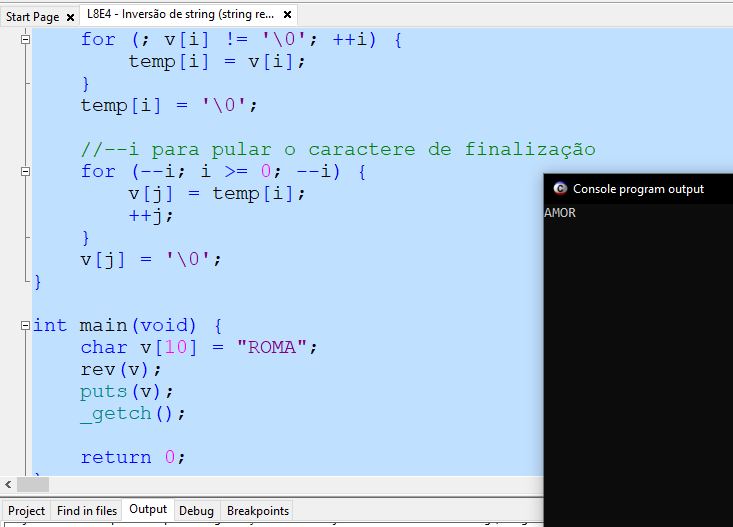 Start Page
L8E4 - Inversão de string (string re...
for (; v[i] != '\0'; ++i) {
temp[i] = v[i];
}
temp[i] = '\0';
//--i para pular o caractere de finalização
for (--i; i >= 0; --i) {
v[j] = temp[i];
++j;
}
v[j] = '\0';
}
int main(void) {
char v[10] = "ROMA";
rev(v);
puts(v);
_getch();
return 0;
Console program output
AMOR
Project Find in files Output Debug Breakpoints